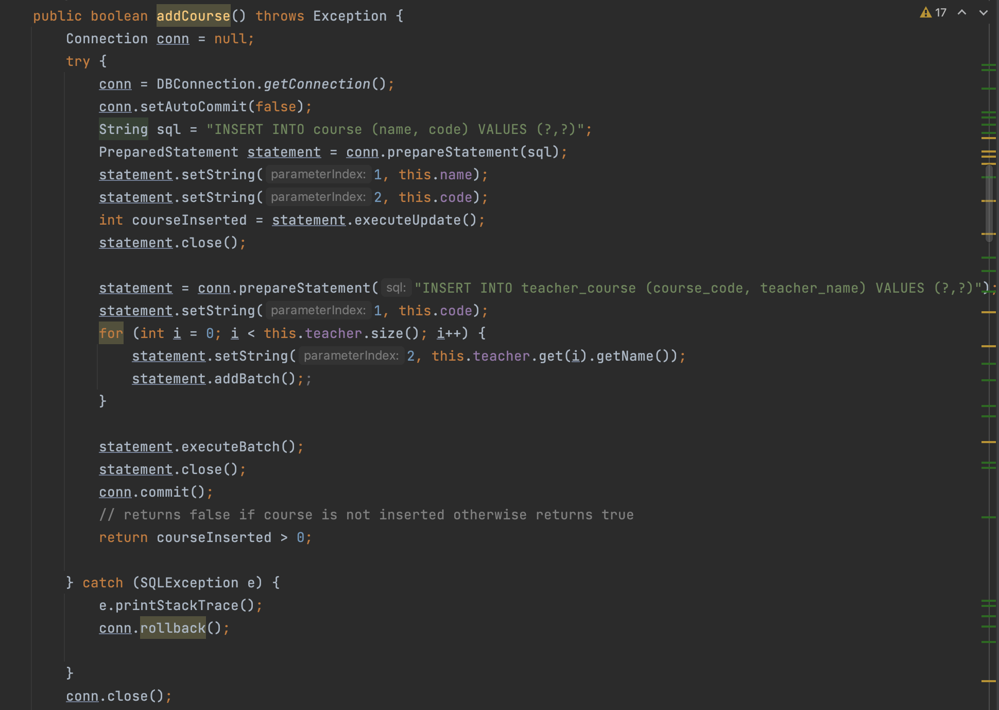 public boolean addCourse() throws Exception {
17
Connection conn = null;
try {
conn = DBConnection.getConnection();
conn.setAutoCommit(false);
String sql = "INSERT INTO course (name, code) VALUES (?,?)";
PreparedStatement statement = conn.prepareStatement(sql);
statement.setString( parameterIndex: 1, this.name);
statement.setString( parameterIndex: 2, this.code);
int courseInserted = statement.executeUpdate();
statement.close();
statement = conn.prepareStatement( sql: "INSERT INTO teacher_course (course_code, teacher_name) VALUES (?,?)");
statement.setString( parameterIndex: 1, this.code);
for (int i = 0; i < this.teacher.size(); i++) {
statement.setString( parameterIndex: 2, this.teacher.get(i).getName());
statement.addBatch();;
}
statement.executeBatch();
statement.close();
conn.commit();
// returns false if course is not inserted otherwise returns true
return courseInserted > 0;
} catch (SQLException e) {
e.printStackTrace();
conn.rollback();
}
conn.close();